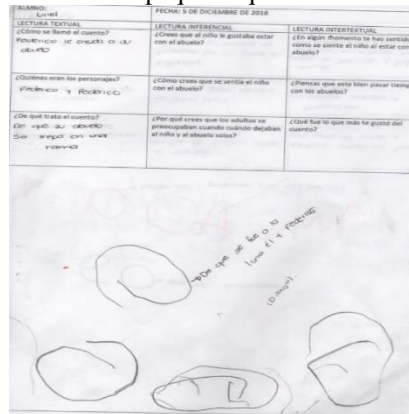 ALUMNO: FECHA: 5 DE DICIEMBRE DE 2018
Lionel
LECTURA TEXTUAL LECTURA INFERENCIAL LECTURA INTERTEXTUAL
¿Cómo se llamó el cuento? ¿Crees que al niño le gustaba estar con el abuelo? ¿En algún momento te has sentido como se siente el niño al estar con abuelo?
Federico le enseña a su
abuelo
¿Quiénes eran los personajes? ¿Cómo crees que se sentía el niño con el abuelo? ¿Piensas que esta bien pasar tiempo con los abuelos?
Federico y Federico
¿De qué trato el cuento? ¿Por qué crees que los adultos se preocupaban cuando cuándo dejaban al niño y al abuelo solos? ¿Qué fue lo que más te gustó del cuento?
De que su abuelo
Se trepó en una
rama
De que se fue a la
luna él y Federico
(Dibujo)